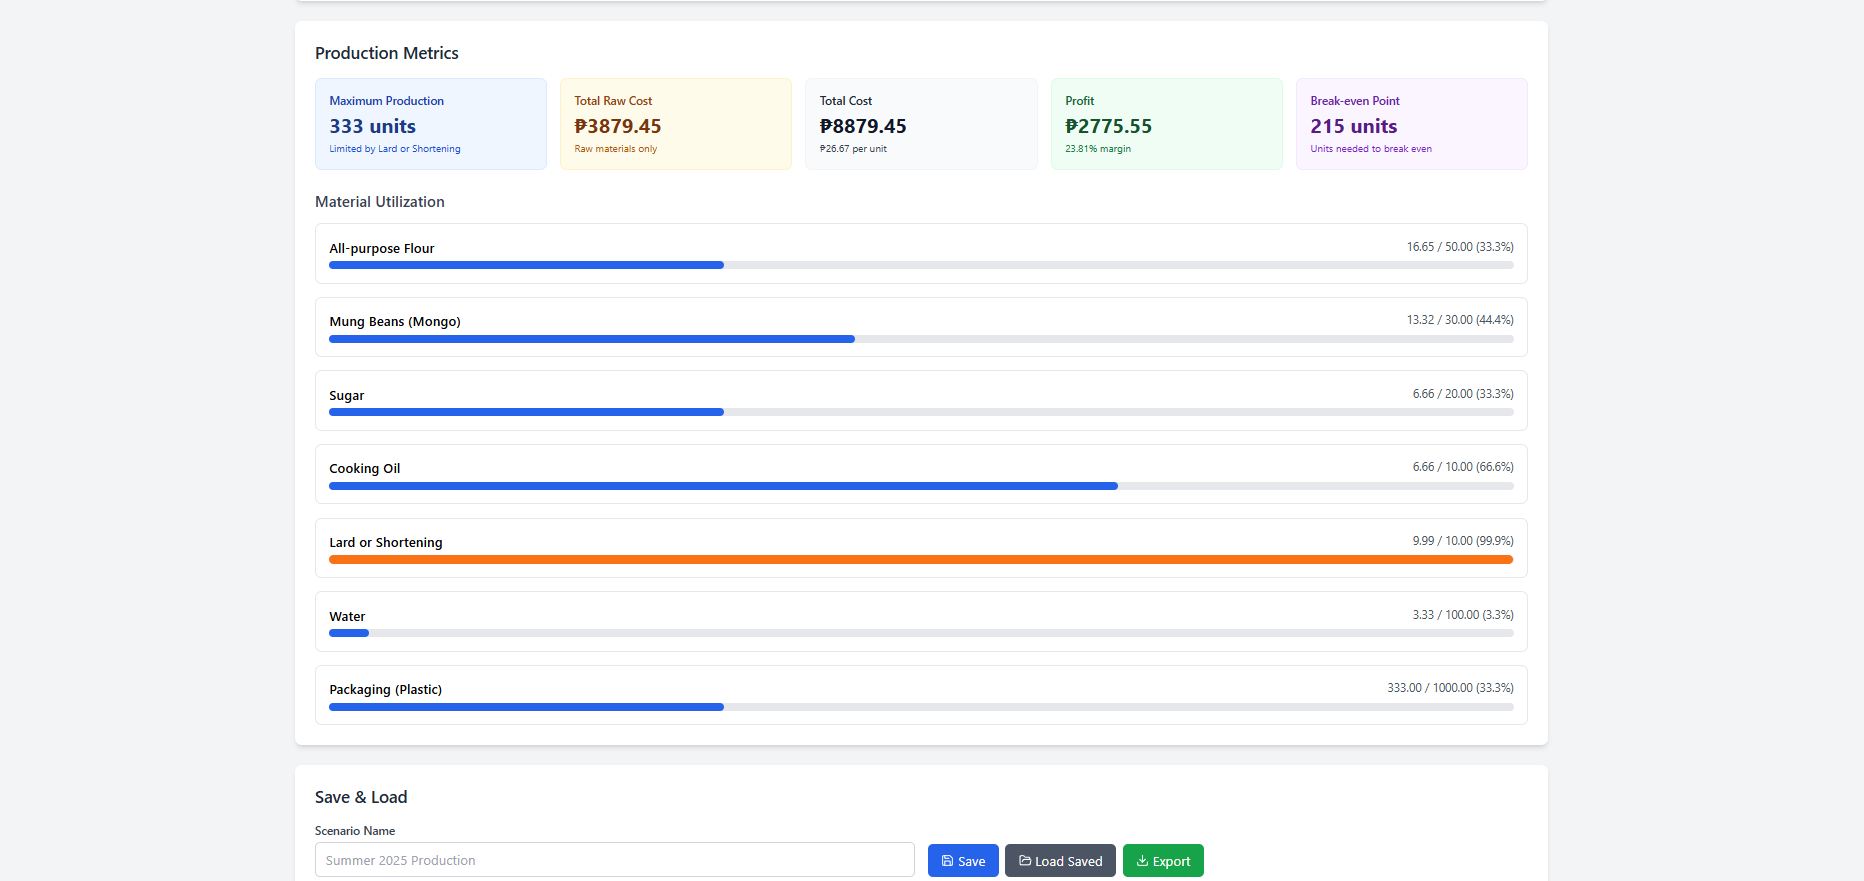 Production Metrics
Maximum Production
333 units
Limited by Lard or Shortening
Total Raw Cost
₱3879.45
Raw materials only
Total Cost
₱8879.45
₱26.67 per unit
Profit
₱2775.55
23.81% margin
Break-even Point
215 units
Units needed to break even
Material Utilization
All-purpose Flour
16.65 / 50.00 (33.3%)
Mung Beans (Mongo)
13.32 / 30.00 (44.4%)
Sugar
6.66 / 20.00 (33.3%)
Cooking Oil
6.66 / 10.00 (66.6%)
Lard or Shortening
9.99 / 10.00 (99.9%)
Water
3.33 / 100.00 (3.3%)
Packaging (Plastic)
333.00 / 1000.00 (33.3%)
Save & Load
Scenario Name
Summer 2025 Production
Save
Load Saved
Export